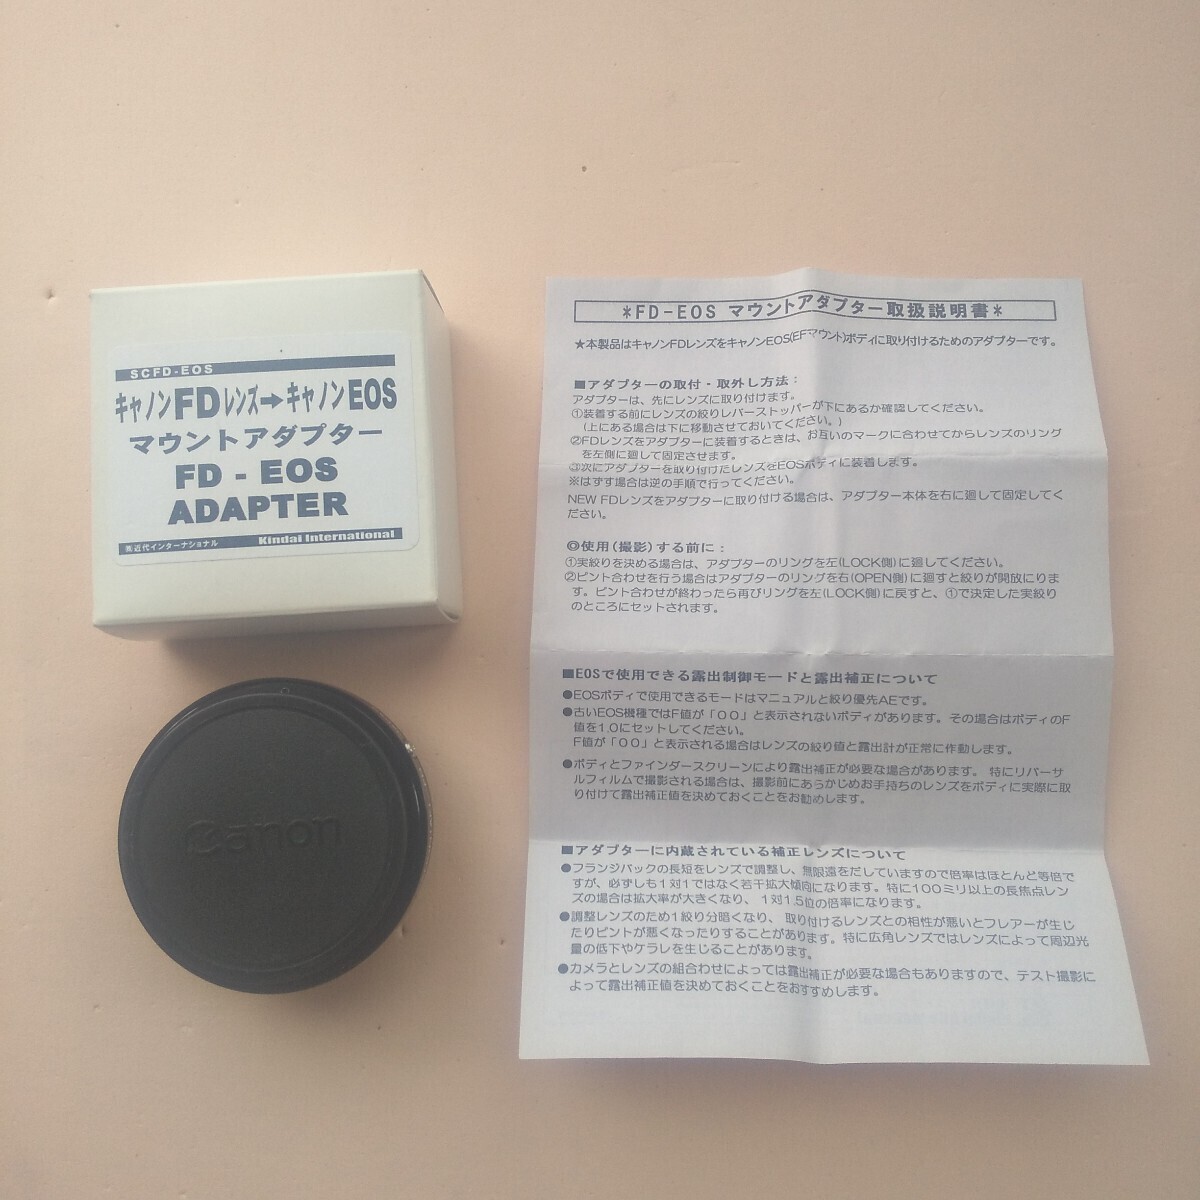 SCFD-EOS
キャノンFDレンズ➡キャノンEOS
マウントアダプター
FD - EOS
ADAPTER
㈱近代インターナショナル Kindai International
Canon
*FD-EOS マウントアダプター取扱説明書*
★本製品はキャノンFDレンズをキャノンEOS(EFマウント)ボディに取り付けるためのアダプターです。
■アダプターの取付・取外し方法：
アダプターは、先にレンズに取り付けます。
①装着する前にレンズの絞りレバーストッパーが下にあるか確認してください。
(上にある場合は下に移動させておいてください。)
②FDレンズをアダプターに装着するときは、お互いのマークに合わせてからレンズのリング
を左側に廻して固定させます。
③次にアダプターを取り付けたレンズをEOSボディに装着します。
※はずす場合は逆の手順で行ってください。
NEW FDレンズをアダプターに取り付ける場合は、アダプター本体を右に廻して固定してく
ださい。
◎使用(撮影)する前に：
①実絞りを決める場合は、アダプターのリングを左(LOCK側)に廻してください。
②ピント合わせを行う場合はアダプターのリングを右(OPEN側)に廻すと絞りが開放にりま
す。ピント合わせが終わったら再びリングを左(LOCK側)に戻すと、①で決定した実絞り
のところにセットされます。
■EOSで使用できる露出制御モードと露出補正について
●EOSボディで使用できるモードはマニュアルと絞り優先AEです。
●古いEOS機種ではF値が「00」と表示されないボディがあります。その場合はボディのF
値を1.0にセットしてください。
F値が「00」と表示される場合はレンズの絞り値と露出計が正常に作動します。
●ボディとファインダースクリーンにより露出補正が必要な場合があります。特にリバーサ
ルフィルムで撮影される場合は、撮影前にあらかじめお手持ちのレンズをボディに実際に取
り付けて露出補正値を決めておくことをお勧めします。
■アダプターに内蔵されている補正レンズについて
●フランジバックの長短をレンズで調整し、無限遠をだしていますので倍率はほとんど等倍で
すが、必ずしも1対1ではなく若干拡大傾向になります。特に100ミリ以上の長焦点レン
ズの場合は拡大率が大きくなり、1対1.5位の倍率になります。
●調整レンズのため1絞り分暗くなり、取り付けるレンズとの相性が悪いとフレアーが生じ
たりピントが悪くなったりすることがあります。特に広角レンズではレンズによって周辺光
量の低下やケラレを生じることがあります。
●カメラとレンズの組合わせによっては露出補正が必要な場合もありますので、テスト撮影に
よって露出補正値を決めておくことをおすすめします。